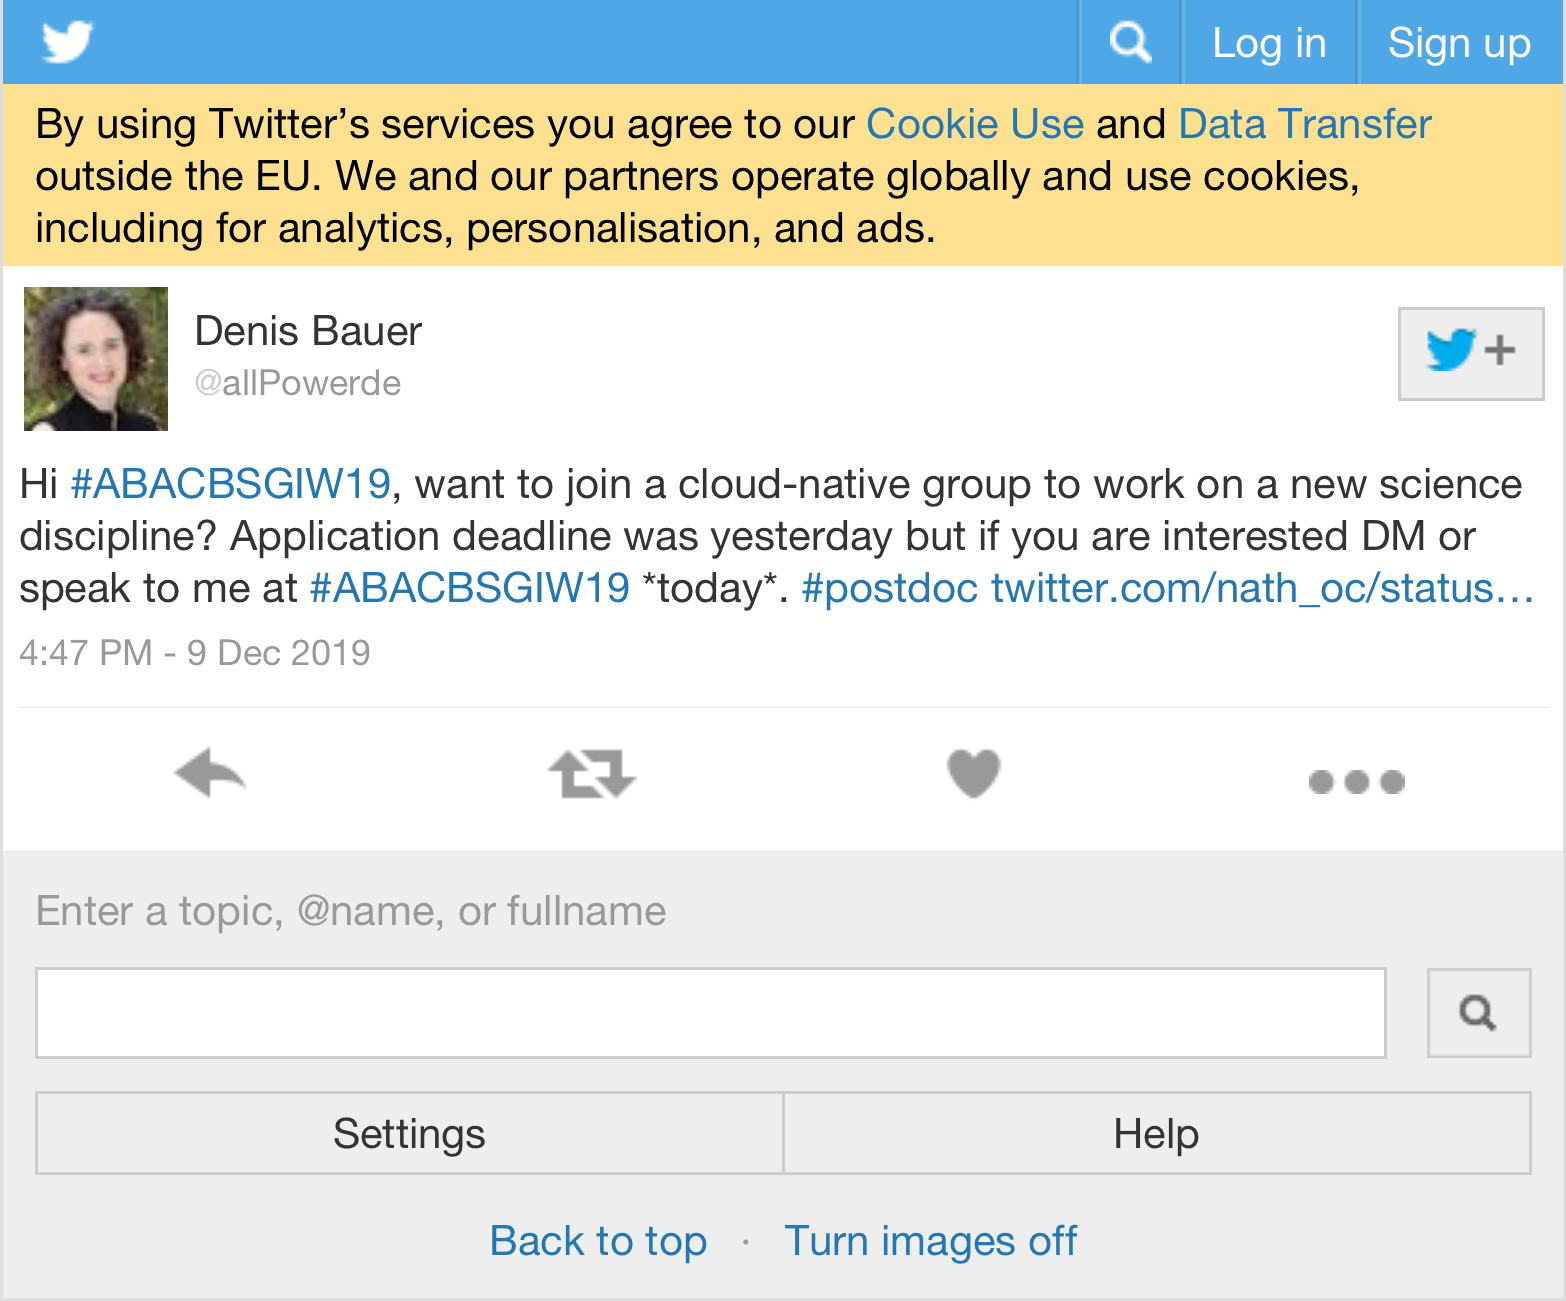 Log in
Sign up
By using Twitter’s services you agree to our Cookie Use and Data Transfer
outside the EU. We and our partners operate globally and use cookies,
including for analytics, personalisation, and ads.
Denis Bauer
@allPowerde
Hi #ABACBSGIW19, want to join a cloud-native group to work on a new science
discipline? Application deadline was yesterday but if you are interested DM or
speak to me at #ABACBSGIW19 *today*. #postdoc twitter.com/nath_oc/status…
4:47 PM - 9 Dec 2019
Enter a topic, @name, or fullname
Settings
Help
Back to top · Turn images off